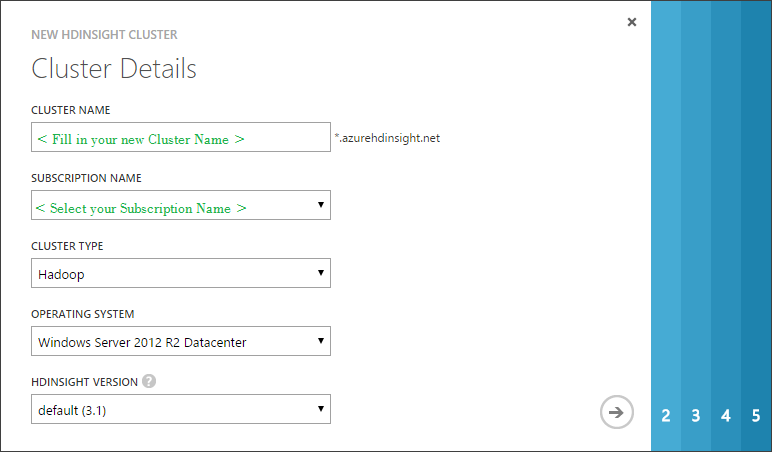 NEW HDINSIGHT CLUSTER
Cluster Details
CLUSTER NAME
< Fill in your new Cluster Name >
*.azurehdinsight.net
SUBSCRIPTION NAME
< Select your Subscription Name >
CLUSTER TYPE
Hadoop
OPERATING SYSTEM
Windows Server 2012 R2 Datacenter
HDINSIGHT VERSION ?
default (3.1)
2 3 4 5